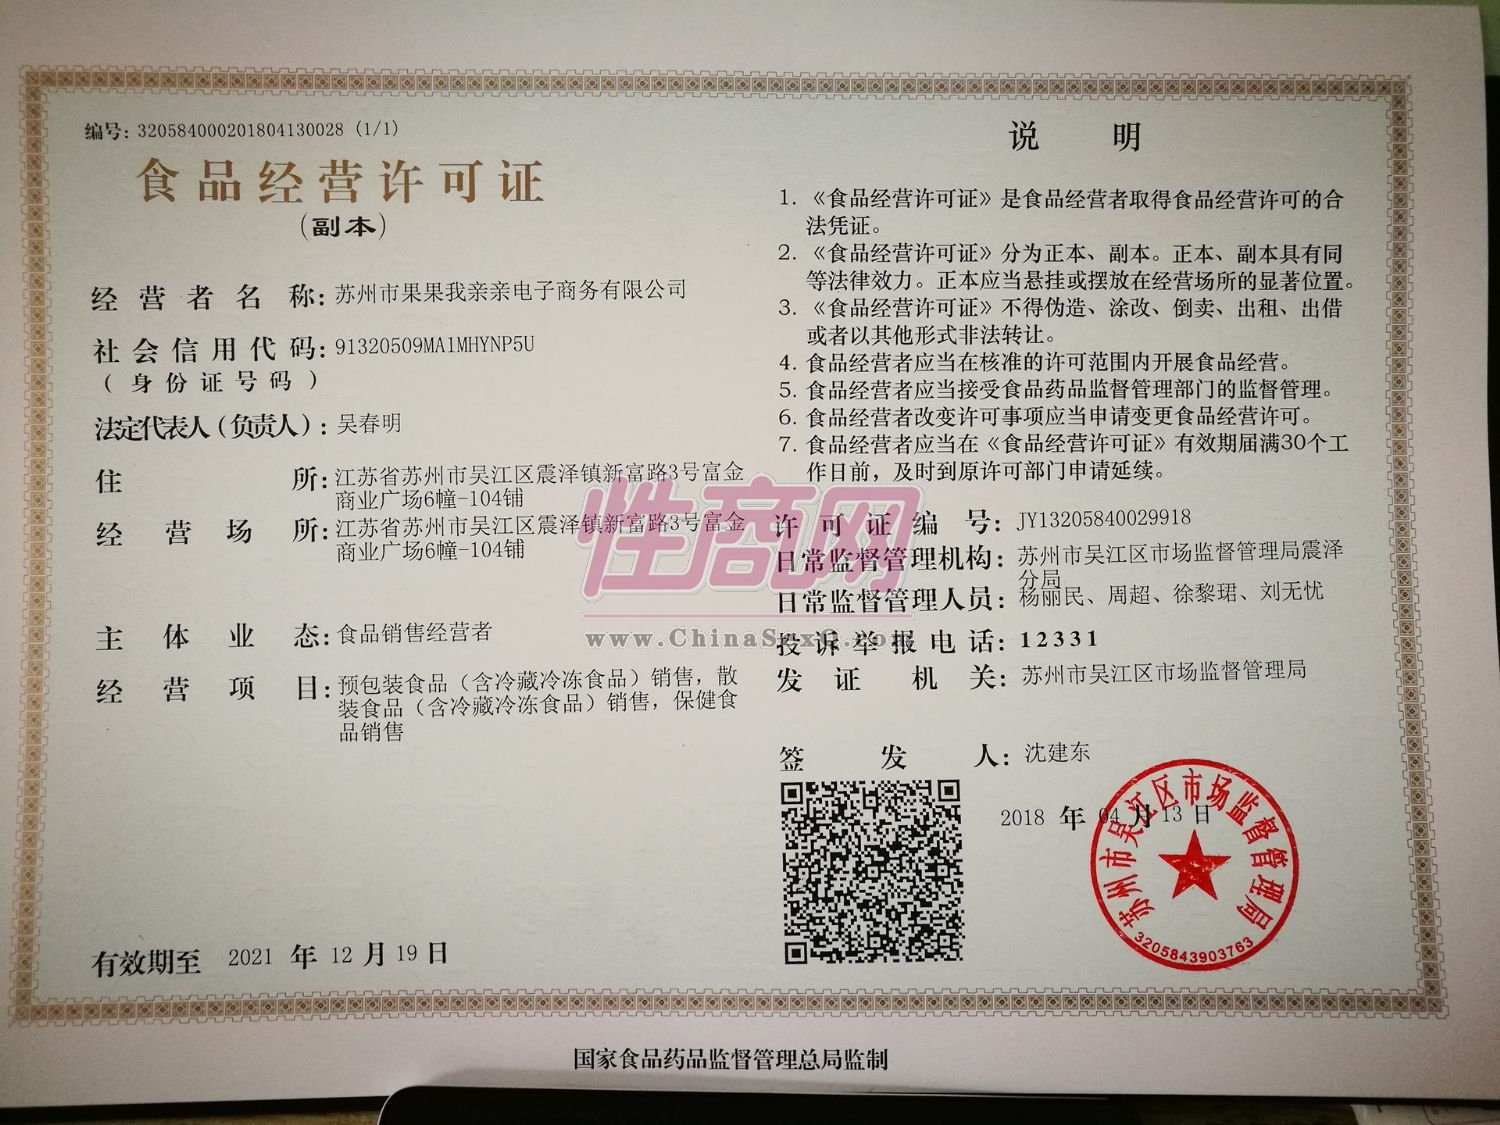 编号: 320584000201804130028 (1/1)
食品经营许可证
(副本)
经营者名称: 苏州市果果我亲亲电子商务有限公司
社会信用代码: 91320509MA1MHYNP5U
(身份证号码)
法定代表人(负责人): 吴春明
住所: 江苏省苏州市吴江区震泽镇新富路3号富金
商业广场6幢-104铺
经营场所: 江苏省苏州市吴江区震泽镇新富路3号富金
商业广场6幢-104铺
主体业态: 食品销售经营者
经营项目: 预包装食品（含冷藏冷冻食品）销售，散
装食品（含冷藏冷冻食品）销售，保健食
品销售
有效期至 2021 年 12 月 19 日
说明
1. 《食品经营许可证》是食品经营者取得食品经营许可的合
法凭证。
2. 《食品经营许可证》分为正本、副本。正本、副本具有同
等法律效力。正本应当悬挂或摆放在经营场所的显著位置。
3. 《食品经营许可证》不得伪造、涂改、倒卖、出租、出借
或者以其他形式非法转让。
4. 食品经营者应当在核准的许可范围内开展食品经营。
5. 食品经营者应当接受食品药品监督管理部门的监督管理。
6. 食品经营者改变许可事项应当申请变更食品经营许可。
7. 食品经营者应当在《食品经营许可证》有效期届满30个工
作日前，及时到原许可部门申请延续。
许可证编号: JY13205840029918
日常监督管理机构: 苏州市吴江区市场监督管理局震泽
分局
日常监督管理人员: 杨丽民、周超、徐黎珺、刘无忧
投诉举报电话: 12331
发证机关: 苏州市吴江区市场监督管理局
签发人: 沈建东
2018 年 04 月 13 日
苏州市吴江区市场监督管理局
3205843903763
国家食品药品监督管理总局监制
性商网
www.ChinaSexQ.com